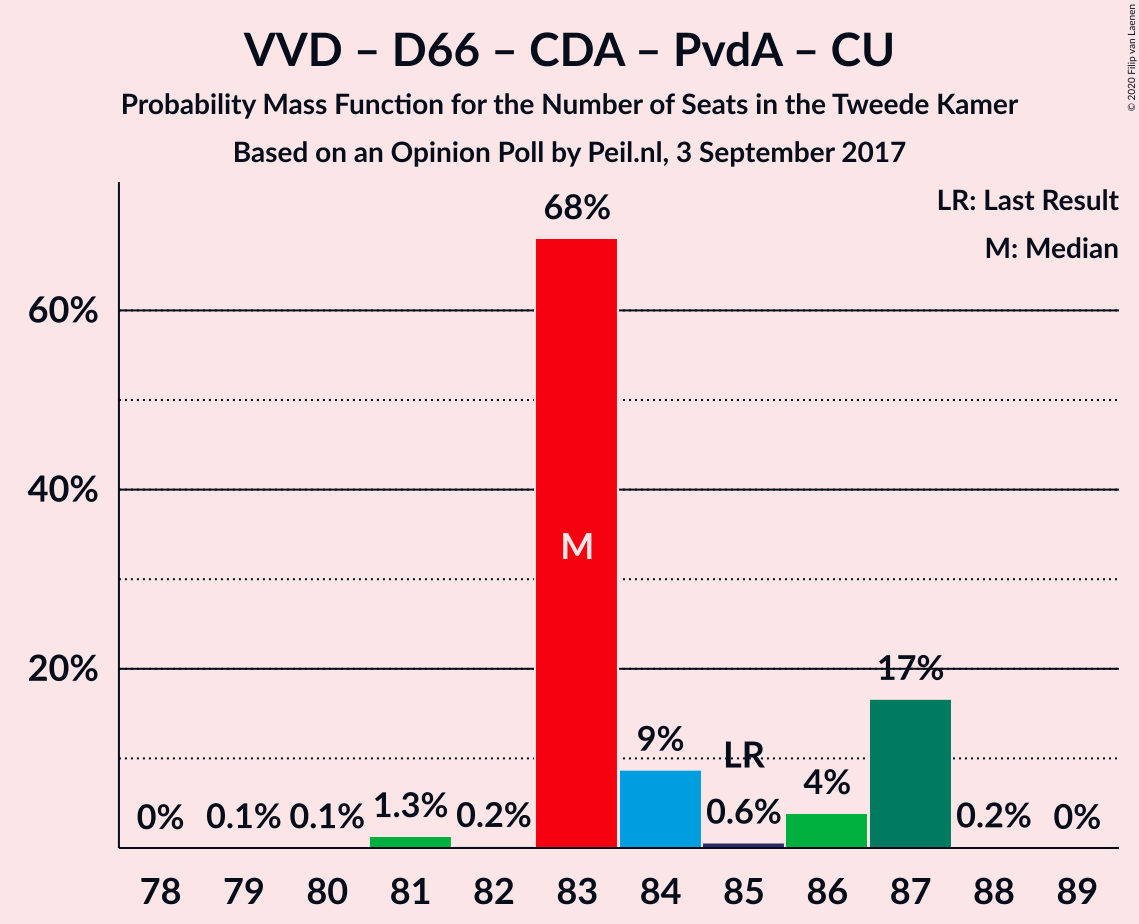 VVD – D66 – CDA – PvdA – CU
Probability Mass Function for the Number of Seats in the Tweede Kamer
Based on an Opinion Poll by Peil.nl, 3 September 2017
© 2020 Filip van Laenen
LR: Last Result
M: Median
60%
40%
20%
0%
0.1%
0.1%
1.3%
0.2%
68%
M
9%
LR
0.6%
4%
17%
0.2%
0%
78 79 80 81 82 83 84 85 86 87 88 89